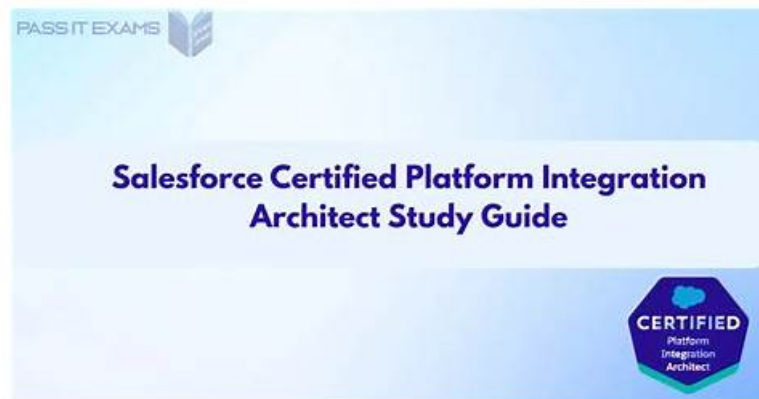 PASS IT EXAMS
Salesforce Certified Platform Integration
Architect Study Guide
CERTIFIED
Platform
Integration
Architect